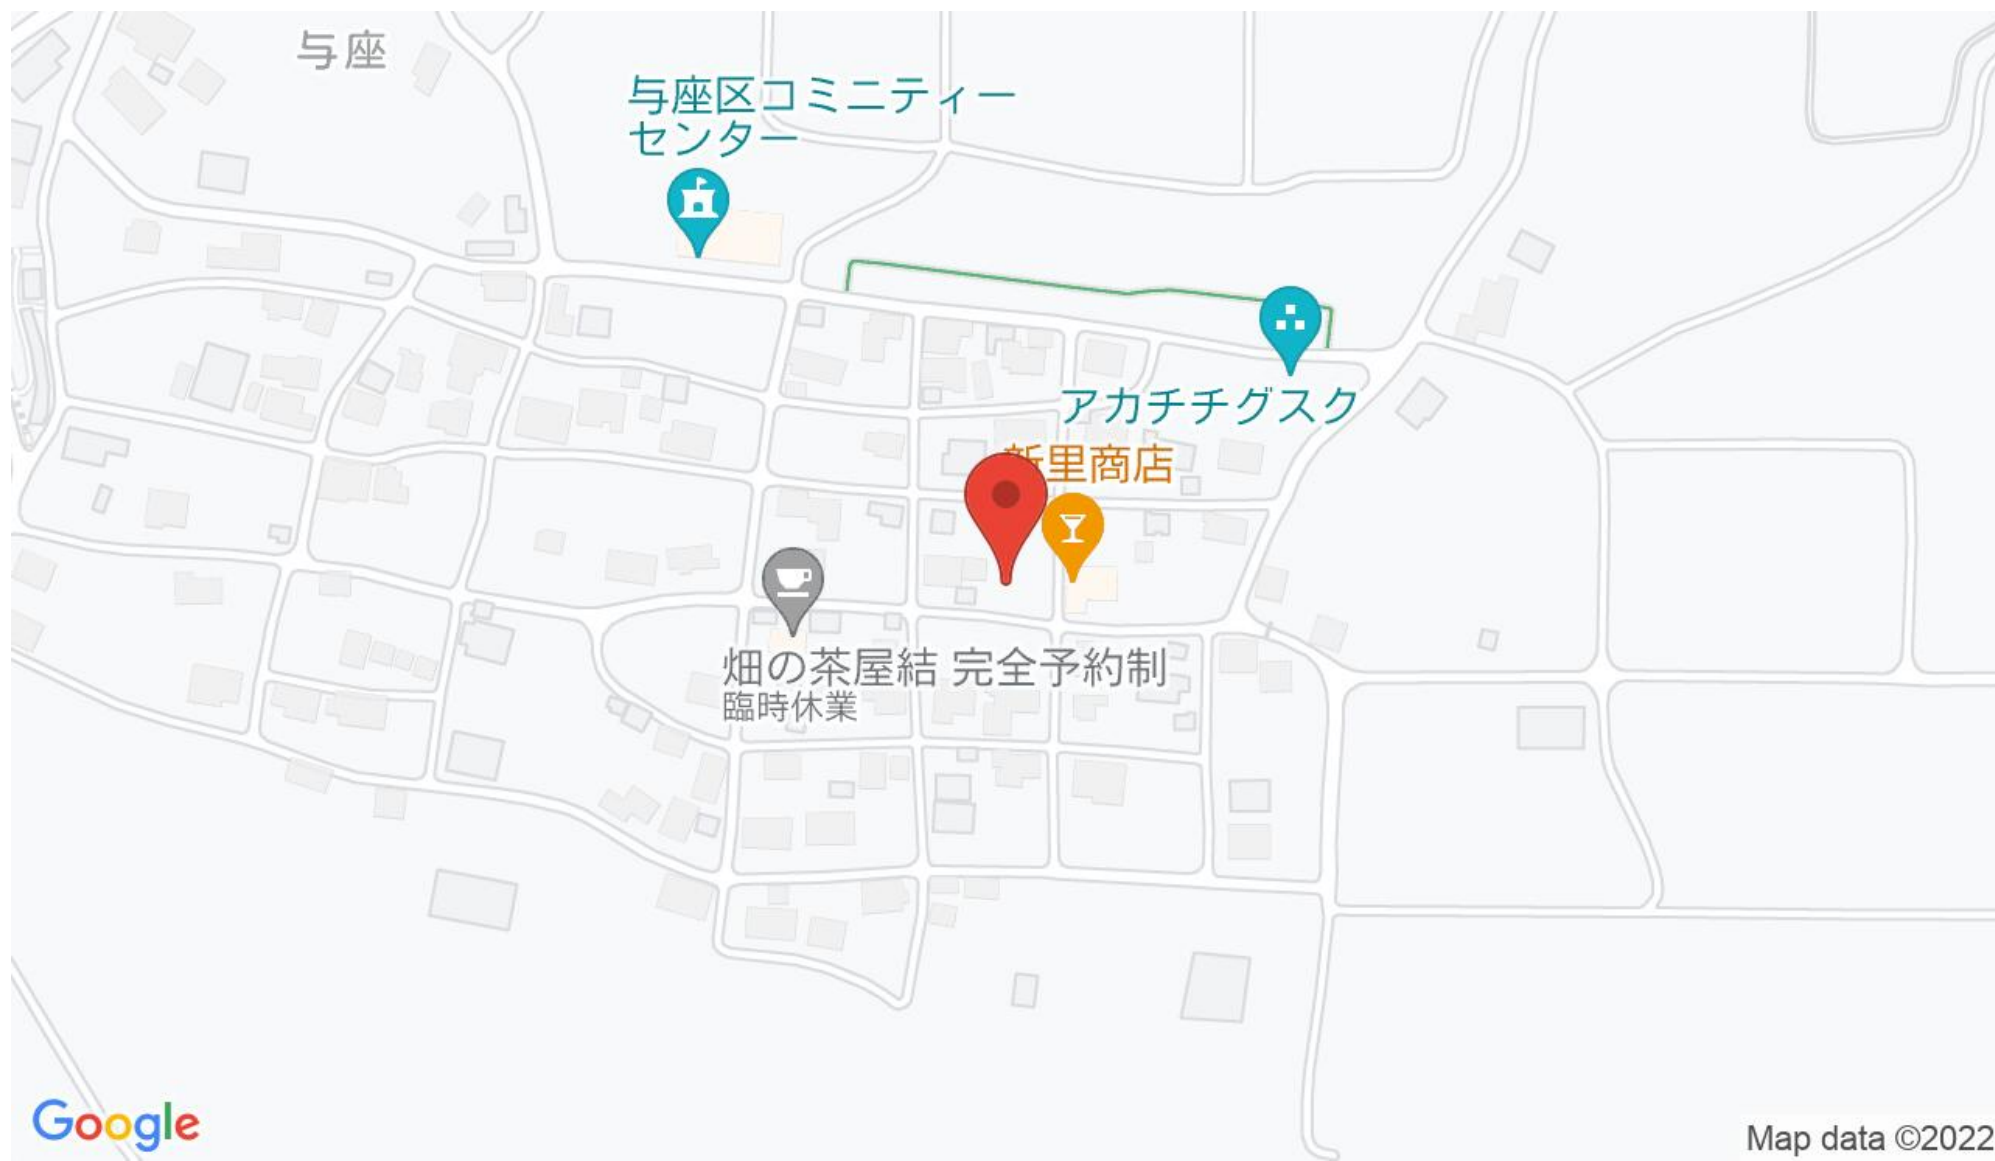 与座
与座区コミニティー
センター
アカチチグスク
新里商店
畑の茶屋結 完全予約制
臨時休業
Google
Map data ©2022